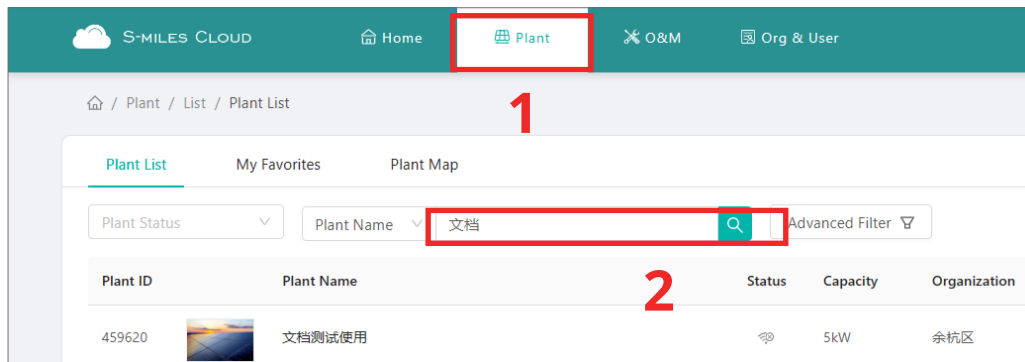 S-MILES CLOUD Home Plant O&M Org & User
/ Plant / List / Plant List
1
Plant List My Favorites Plant Map
Plant Status Plant Name 文档 Advanced Filter
2
Plant ID Plant Name Status Capacity Organization
459620 文档测试使用 5kW 余杭区